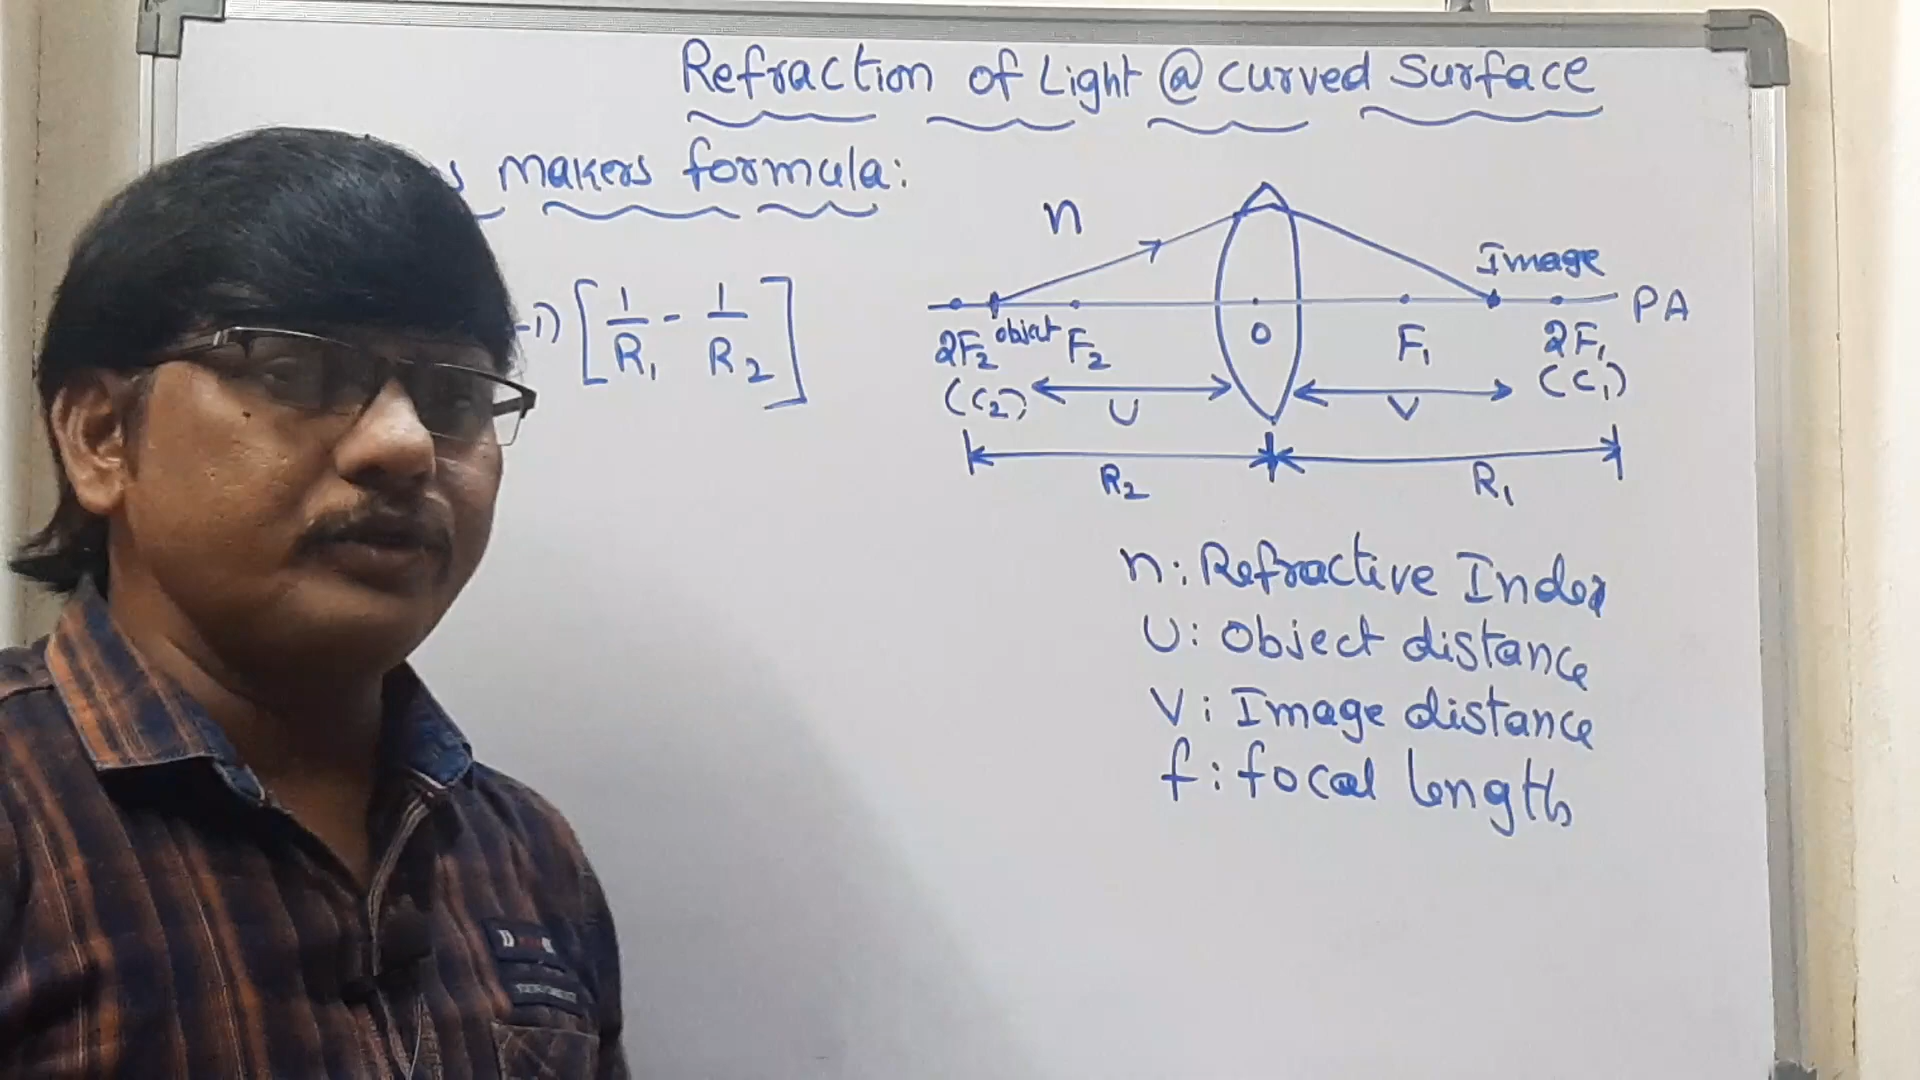 Refraction of Light @ curved Surface
s makers formula:
-1) [1/R₁ - 1/R₂]
n
Image
PA
2F₂ object F₂ O F₁ 2F₁
(C₂) U V (C₁)
R₂ R₁
n: Refractive Index
U: Object distance
V: Image distance
f: focal length